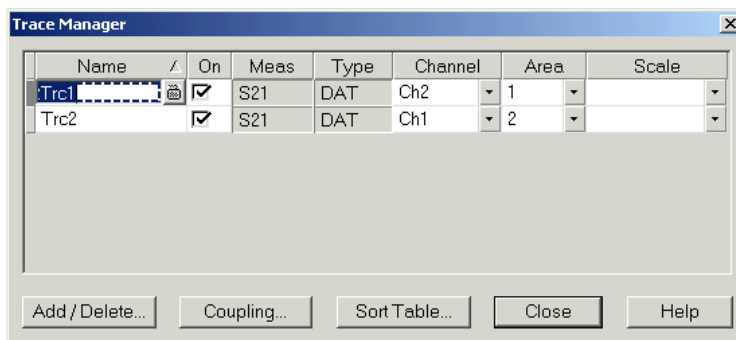 Trace Manager
Name On Meas Type Channel Area Scale
Trc1 S21 DAT Ch2 1
Trc2 S21 DAT Ch1 2
Add / Delete... Coupling... Sort Table... Close Help